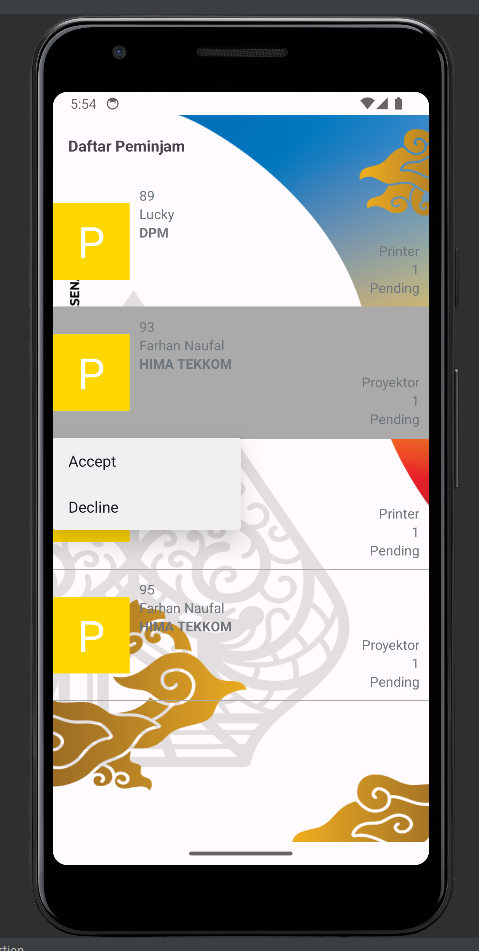 5:54
Daftar Peminjam
89
Lucky
DPM
P
SEN
Printer
1
Pending
93
Farhan Naufal
HIMA TEKKOM
P
Proyektor
1
Pending
Accept
Decline
Printer
1
Pending
95
Farhan Naufal
HIMA TEKKOM
P
Proyektor
1
Pending